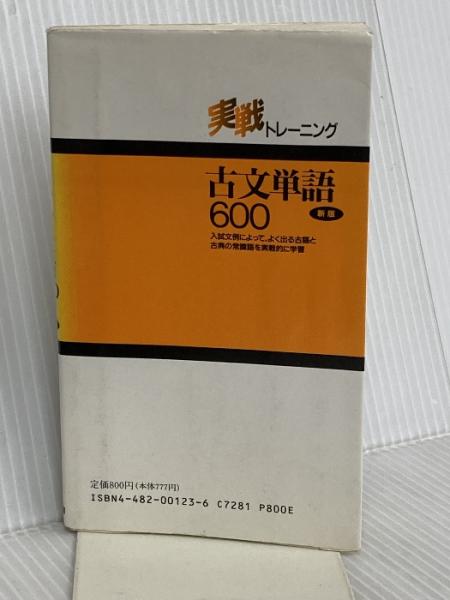 実戦トレーニング
古文単語
600 新版
入試文例によって、よく出る古語と
古典の常識語を実戦的に学習
定価800円(本体777円)
ISBN4-482-00123-6 C7281 P800E